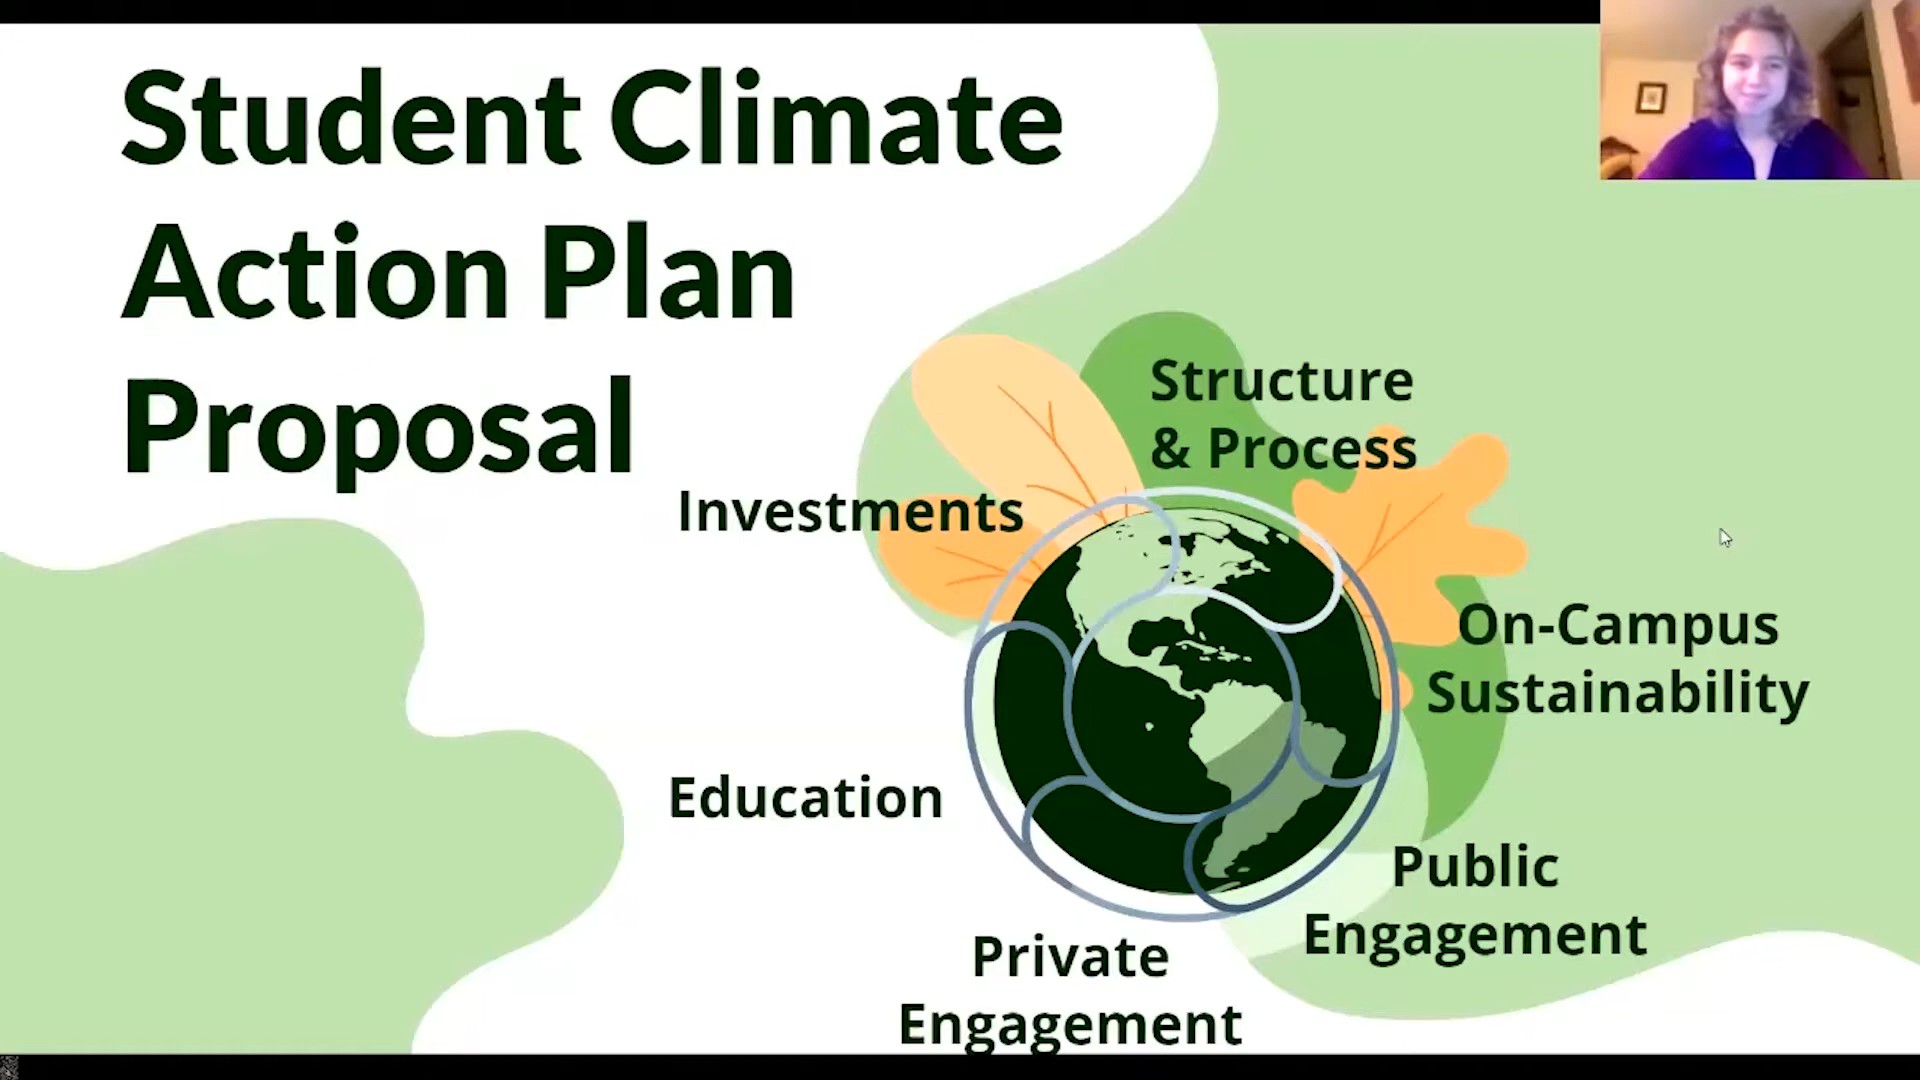 Student Climate
Action Plan
Proposal
Structure
& Process
Investments
On-Campus
Sustainability
Education
Public
Engagement
Private
Engagement